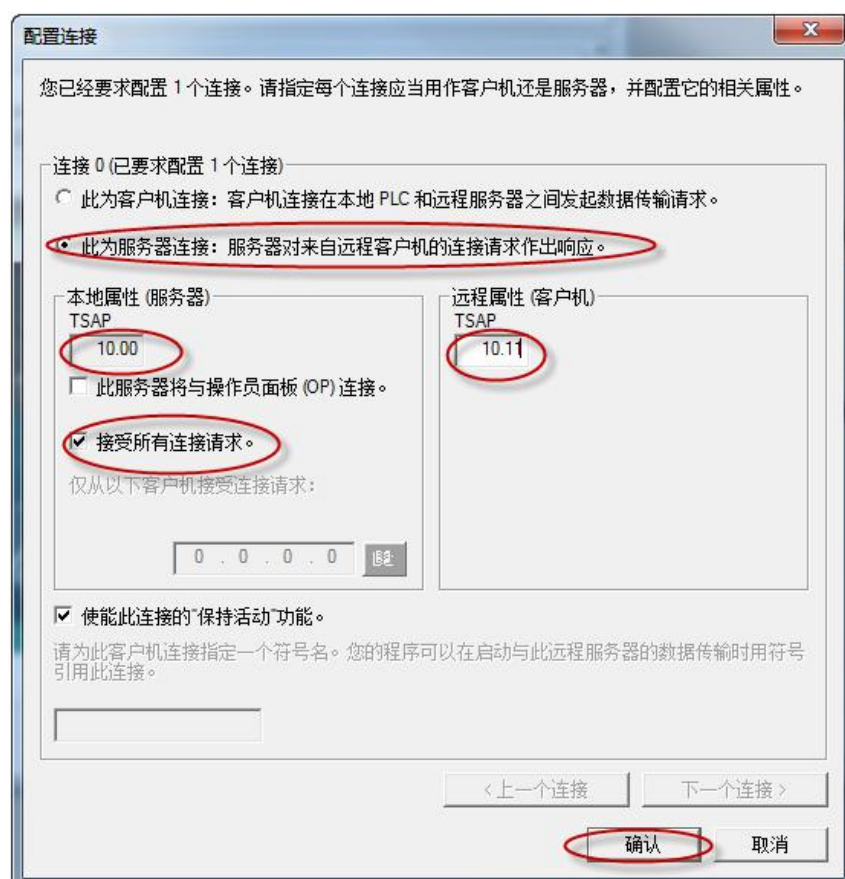 配置连接
您已经要求配置 1 个连接。请指定每个连接应当用作客户机还是服务器，并配置它的相关属性。
连接 0 (已要求配置 1 个连接)
此为客户机连接：客户机连接在本地 PLC 和远程服务器之间发起数据传输请求。
此为服务器连接：服务器对来自远程客户机的连接请求作出响应。
本地属性 (服务器)
TSAP
10.00
此服务器将与操作员面板 (OP) 连接。
接受所有连接请求。
仅从以下客户机接受连接请求：
0 . 0 . 0 . 0
远程属性 (客户机)
TSAP
10.11
使能此连接的"保持活动"功能。
请为此客户机连接指定一个符号名。您的程序可以在启动与此远程服务器的数据传输时用符号
引用此连接。
<上一个连接
下一个连接>
确认
取消